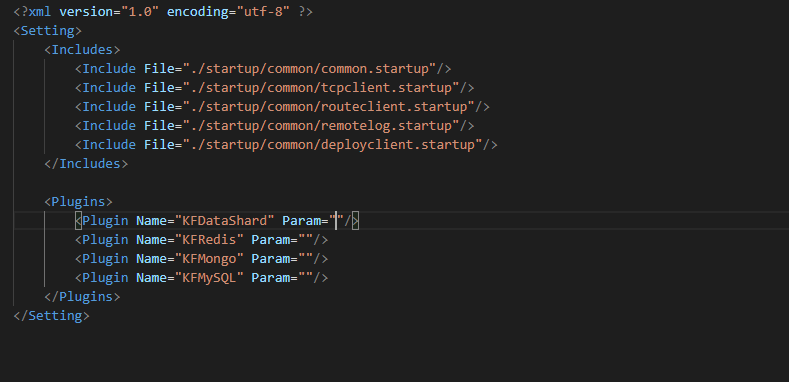 <?xml version="1.0" encoding="utf-8" ?>
<Setting>
    <Includes>
        <Include File="./startup/common/common.startup"/>
        <Include File="./startup/common/tcpclient.startup"/>
        <Include File="./startup/common/routeclient.startup"/>
        <Include File="./startup/common/remotelog.startup"/>
        <Include File="./startup/common/deployclient.startup"/>
    </Includes>

    <Plugins>
        <Plugin Name="KFDataShard" Param=""/>
        <Plugin Name="KFRedis" Param=""/>
        <Plugin Name="KFMongo" Param=""/>
        <Plugin Name="KFMySQL" Param=""/>
    </Plugins>
</Setting>